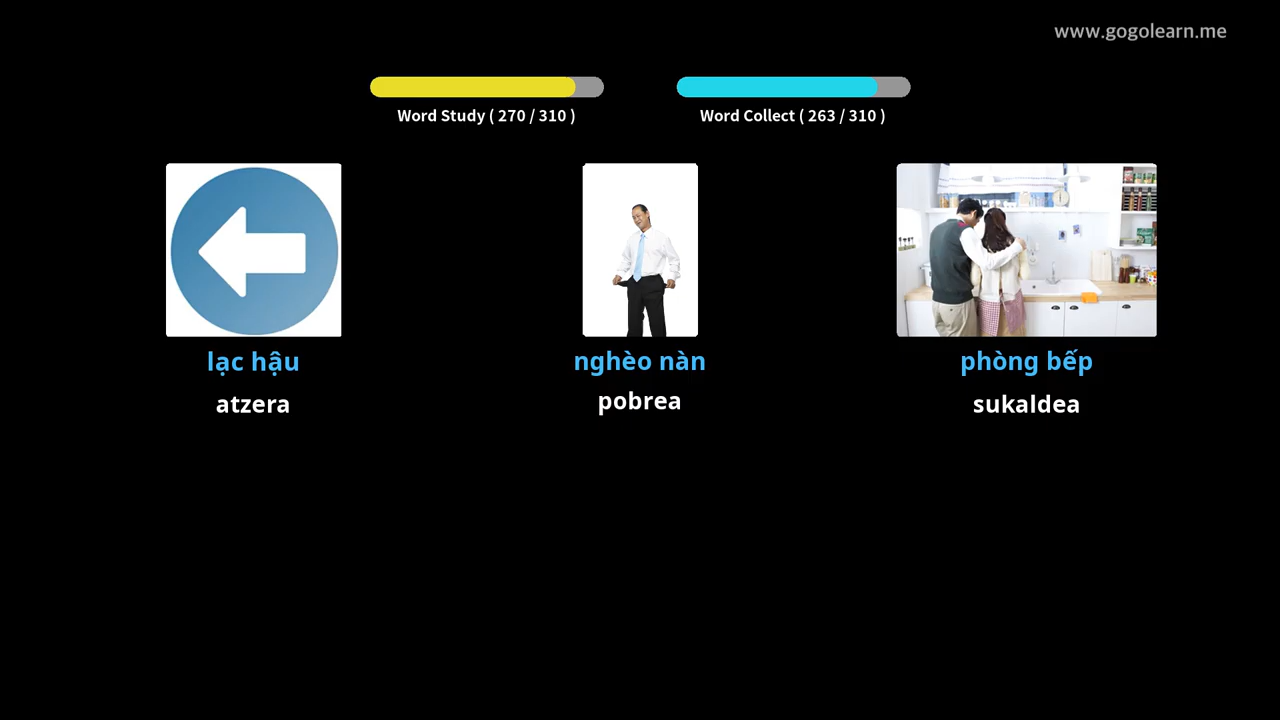 www.gogolearn.me
Word Study ( 270 / 310 )
Word Collect ( 263 / 310 )
lạc hậu
nghèo nàn
phòng bếp
atzera
pobrea
sukaldea